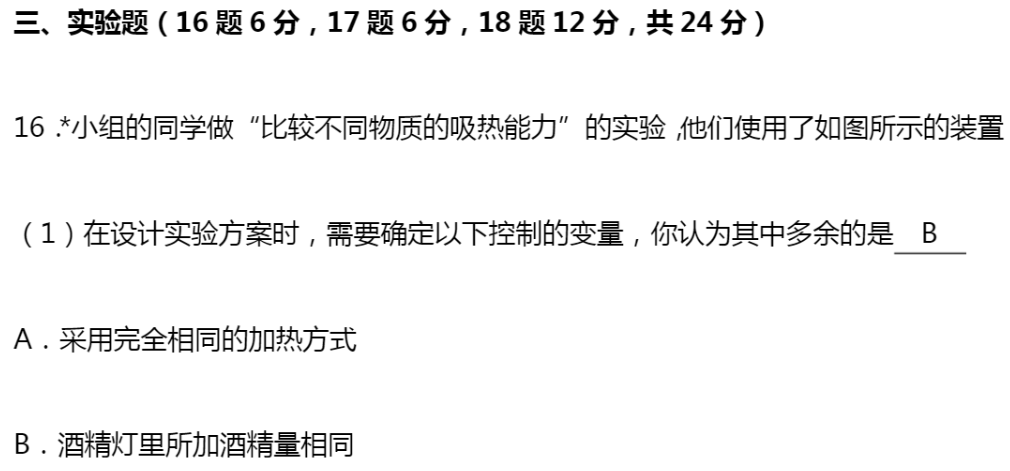 三、实验题（16 题 6 分，17 题 6 分，18 题 12 分，共 24 分）
16 .*小组的同学做“比较不同物质的吸热能力”的实验 ,他们使用了如图所示的装置
（1）在设计实验方案时，需要确定以下控制的变量，你认为其中多余的是 B
A．采用完全相同的加热方式
B．酒精灯里所加酒精量相同